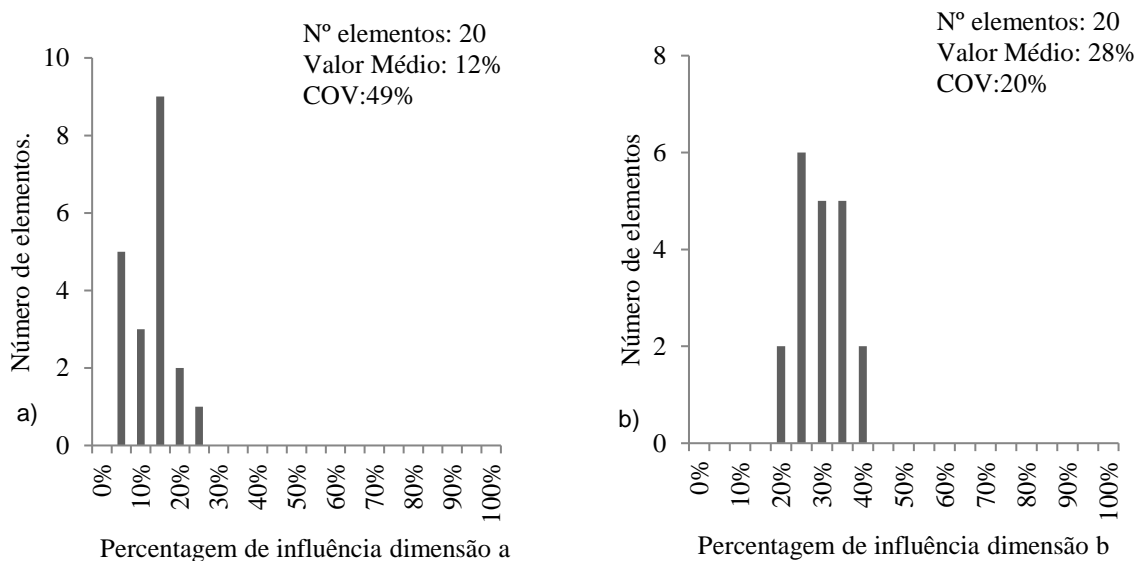 Nº elementos: 20
Valor Médio: 12%
COV:49%
10
8
6
4
2
0
Número de elementos.
a)
0%
10%
20%
30%
40%
50%
60%
70%
80%
90%
100%
Percentagem de influência dimensão a
Nº elementos: 20
Valor Médio: 28%
COV:20%
8
6
4
2
0
Número de elementos
b)
0%
10%
20%
30%
40%
50%
60%
70%
80%
90%
100%
Percentagem de influência dimensão b